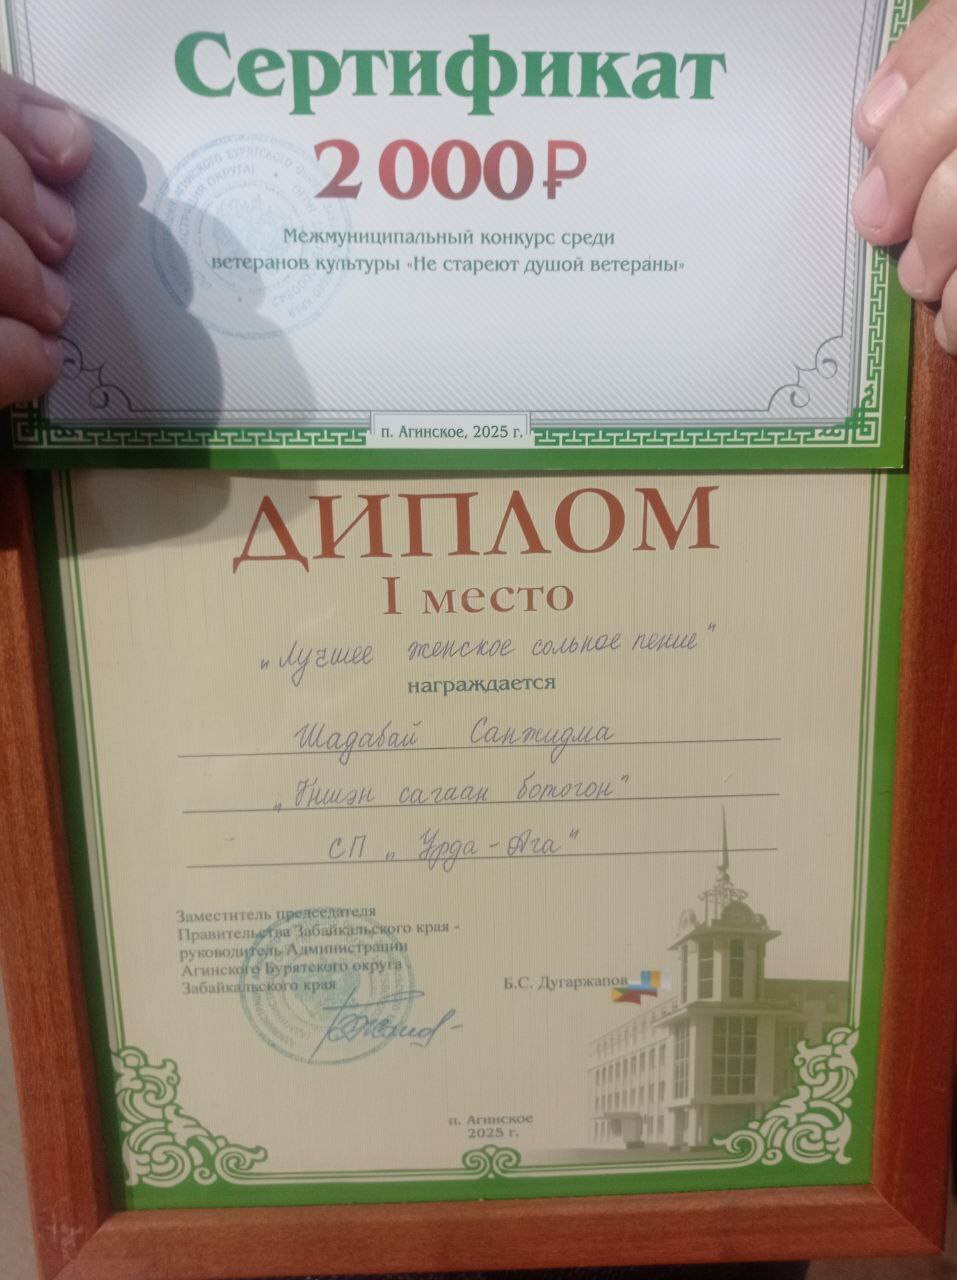 Сертификат
2 000 ₽
Межмуниципальный конкурс среди
ветеранов культуры «Не стареют душой ветераны»
п. Агинское, 2025 г.
ДИПЛОМ
I место
"Лучшее женское сольное пение"
награждается
Шадабай Санжидма
"Үншэн сагаан ботогон"
СП "Урда-Ага"
Заместитель председателя
Правительства Забайкальского края -
руководитель Администрации
Агинского Бурятского округа
Забайкальского края
Б.С. Дугаржапов
п. Агинское
2025 г.